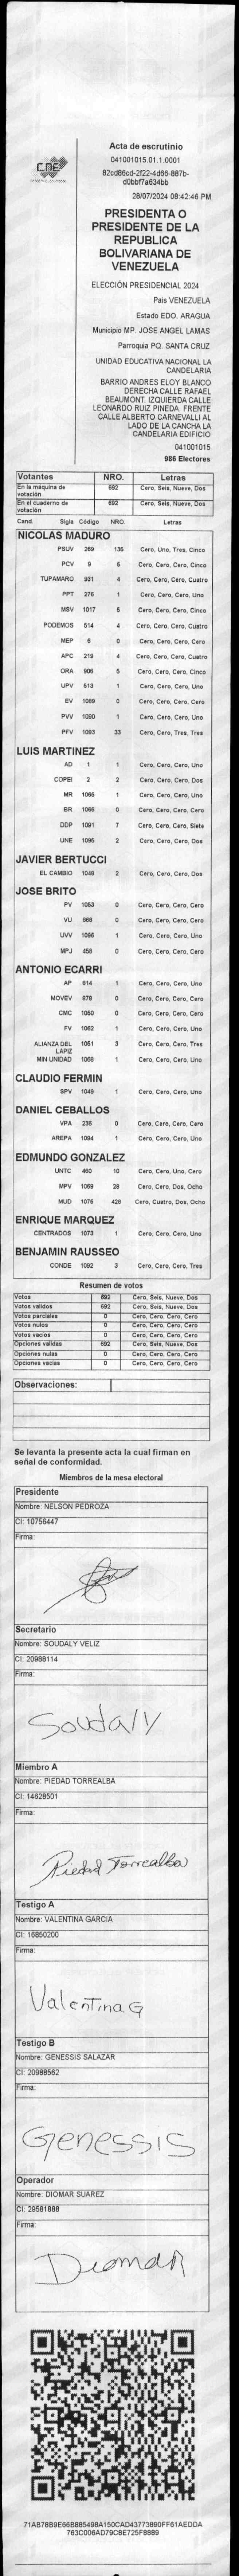 CNE
Acta de escrutinio
041001015.01.1.0001
82cd86cd-2f22-4d66-887b-
d0bbf7a634bb
28/07/2024 08:42:46 PM
PRESIDENTA O
PRESIDENTE DE LA
REPUBLICA
BOLIVARIANA DE
VENEZUELA
ELECCIÓN PRESIDENCIAL 2024
Pais VENEZUELA
Estado EDO. ARAGUA
Municipio MP. JOSE ANGEL LAMAS
Parroquia PQ. SANTA CRUZ
UNIDAD EDUCATIVA NACIONAL LA
CANDELARIA
BARRIO ANDRES ELOY BLANCO
DERECHA CALLE RAFAEL
BEAUMONT. IZQUIERDA CALLE
LEONARDO RUIZ PINEDA. FRENTE
CALLE ALBERTO CARNEVALLI AL
LADO DE LA CANCHA LA
CANDELARIA EDIFICIO
041001015
986 Electores
Votantes NRO. Letras
En la máquina de votación 692 Cero, Seis, Nueve, Dos
En el cuaderno de votación 692 Cero, Seis, Nueve, Dos
Cand. Sigla Código NRO. Letras
NICOLAS MADURO
PSUV 269 135 Cero, Uno, Tres, Cinco
PCV 5 Cero, Cero, Cero, Cinco
TUPAMARO 931 4 Cero, Cero, Cero, Cuatro
PPT 276 1 Cero, Cero, Cero, Uno
MSV 1017 5 Cero, Cero, Cero, Cinco
PODEMOS 514 4 Cero, Cero, Cero, Cuatro
MEP 6 0 Cero, Cero, Cero, Cero
APC 219 4 Cero, Cero, Cero, Cuatro
ORA 906 5 Cero, Cero, Cero, Cinco
UPV 513 1 Cero, Cero, Cero, Uno
EV 1089 0 Cero, Cero, Cero, Cero
PVV 1090 1 Cero, Cero, Cero, Uno
PFV 1093 33 Cero, Cero, Tres, Tres
LUIS MARTINEZ
AD 1 1 Cero, Cero, Cero, Uno
COPEI 2 2 Cero, Cero, Cero, Dos
MR 1 Cero, Cero, Cero, Uno
BR 1066 0 Cero, Cero, Cero, Cero
DDP 1091 7 Cero, Cero, Cero, Siete
UNE 1095 2 Cero, Cero, Cero, Dos
JAVIER BERTUCCI
EL CAMBIO 1048 2 Cero, Cero, Cero, Dos
JOSE BRITO
PV 1053 0 Cero, Cero, Cero, Cero
VU 868 0 Cero, Cero, Cero, Cero
UVV 1096 1 Cero, Cero, Cero, Uno
MPJ 458 0 Cero, Cero, Cero, Cero
ANTONIO ECARRI
AP 814 1 Cero, Cero, Cero, Uno
MOVEV 878 0 Cero, Cero, Cero, Cero
CMC 1050 0 Cero, Cero, Cero, Cero
FV 1062 1 Cero, Cero, Cero, Uno
ALIANZA DEL LAPIZ 1051 3 Cero, Cero, Cero, Tres
MIN UNIDAD 1068 1 Cero, Cero, Cero, Uno
CLAUDIO FERMIN
SPV 1049 1 Cero, Cero, Cero, Uno
DANIEL CEBALLOS
VPA 236 0 Cero, Cero, Cero, Cero
AREPA 1094 1 Cero, Cero, Cero, Uno
EDMUNDO GONZALEZ
UNTC 460 10 Cero, Cero, Uno, Cero
MPV 1069 28 Cero, Cero, Dos, Ocho
MUD 1075 428 Cero, Cuatro, Dos, Ocho
ENRIQUE MARQUEZ
CENTRADOS 1073 1 Cero, Cero, Cero, Uno
BENJAMIN RAUSSEO
CONDE 1092 3 Cero, Cero, Cero, Tres
Resumen de votos
Votos 692 Cero, Seis, Nueve, Dos
Votos validos 692 Cero, Seis, Nueve, Dos
Votos parciales 0 Cero, Cero, Cero, Cero
Votos nulos 0 Cero, Cero, Cero, Cero
Votos vacios 0 Cero, Cero, Cero, Cero
Opciones validas 692 Cero, Seis, Nueve, Dos
Opciones nulas 0 Cero, Cero, Cero, Cero
Opciones vacias 0 Cero, Cero, Cero, Cero
Observaciones:
Se levanta la presente acta la cual firman en
señal de conformidad.
Miembros de la mesa electoral
Presidente
Nombre: NELSON PEDROZA
CI: 10756447
Firma:
Secretario
Nombre: SOUDALY VELIZ
CI: 20988114
Firma:
Soudaly
Miembro A
Nombre: PIEDAD TORREALBA
CI: 14628501
Firma:
Piedad Torrealba
Testigo A
Nombre: VALENTINA GARCIA
CI: 16850200
Firma:
Valentina G
Testigo B
Nombre: GENESSIS SALAZAR
CI: 20988562
Firma:
Genessis
Operador
Nombre: DIOMAR SUAREZ
CI: 29581888
Firma:
Diomar
71AB78B9E66B885498A150CAD43773890FF61AEDDA
763C006AD79C8E725F8889